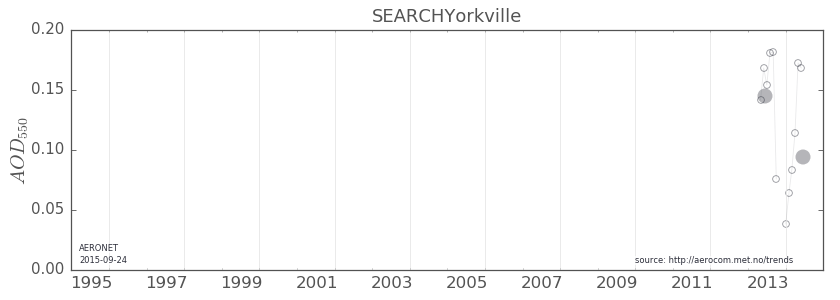 SEARCHYorkville
0.20
0.15
0.10
0.05
0.00
AOD550
AERONET
2015-09-24
source: http://aerocom.met.no/trends
1995 1997 1999 2001 2003 2005 2007 2009 2011 2013